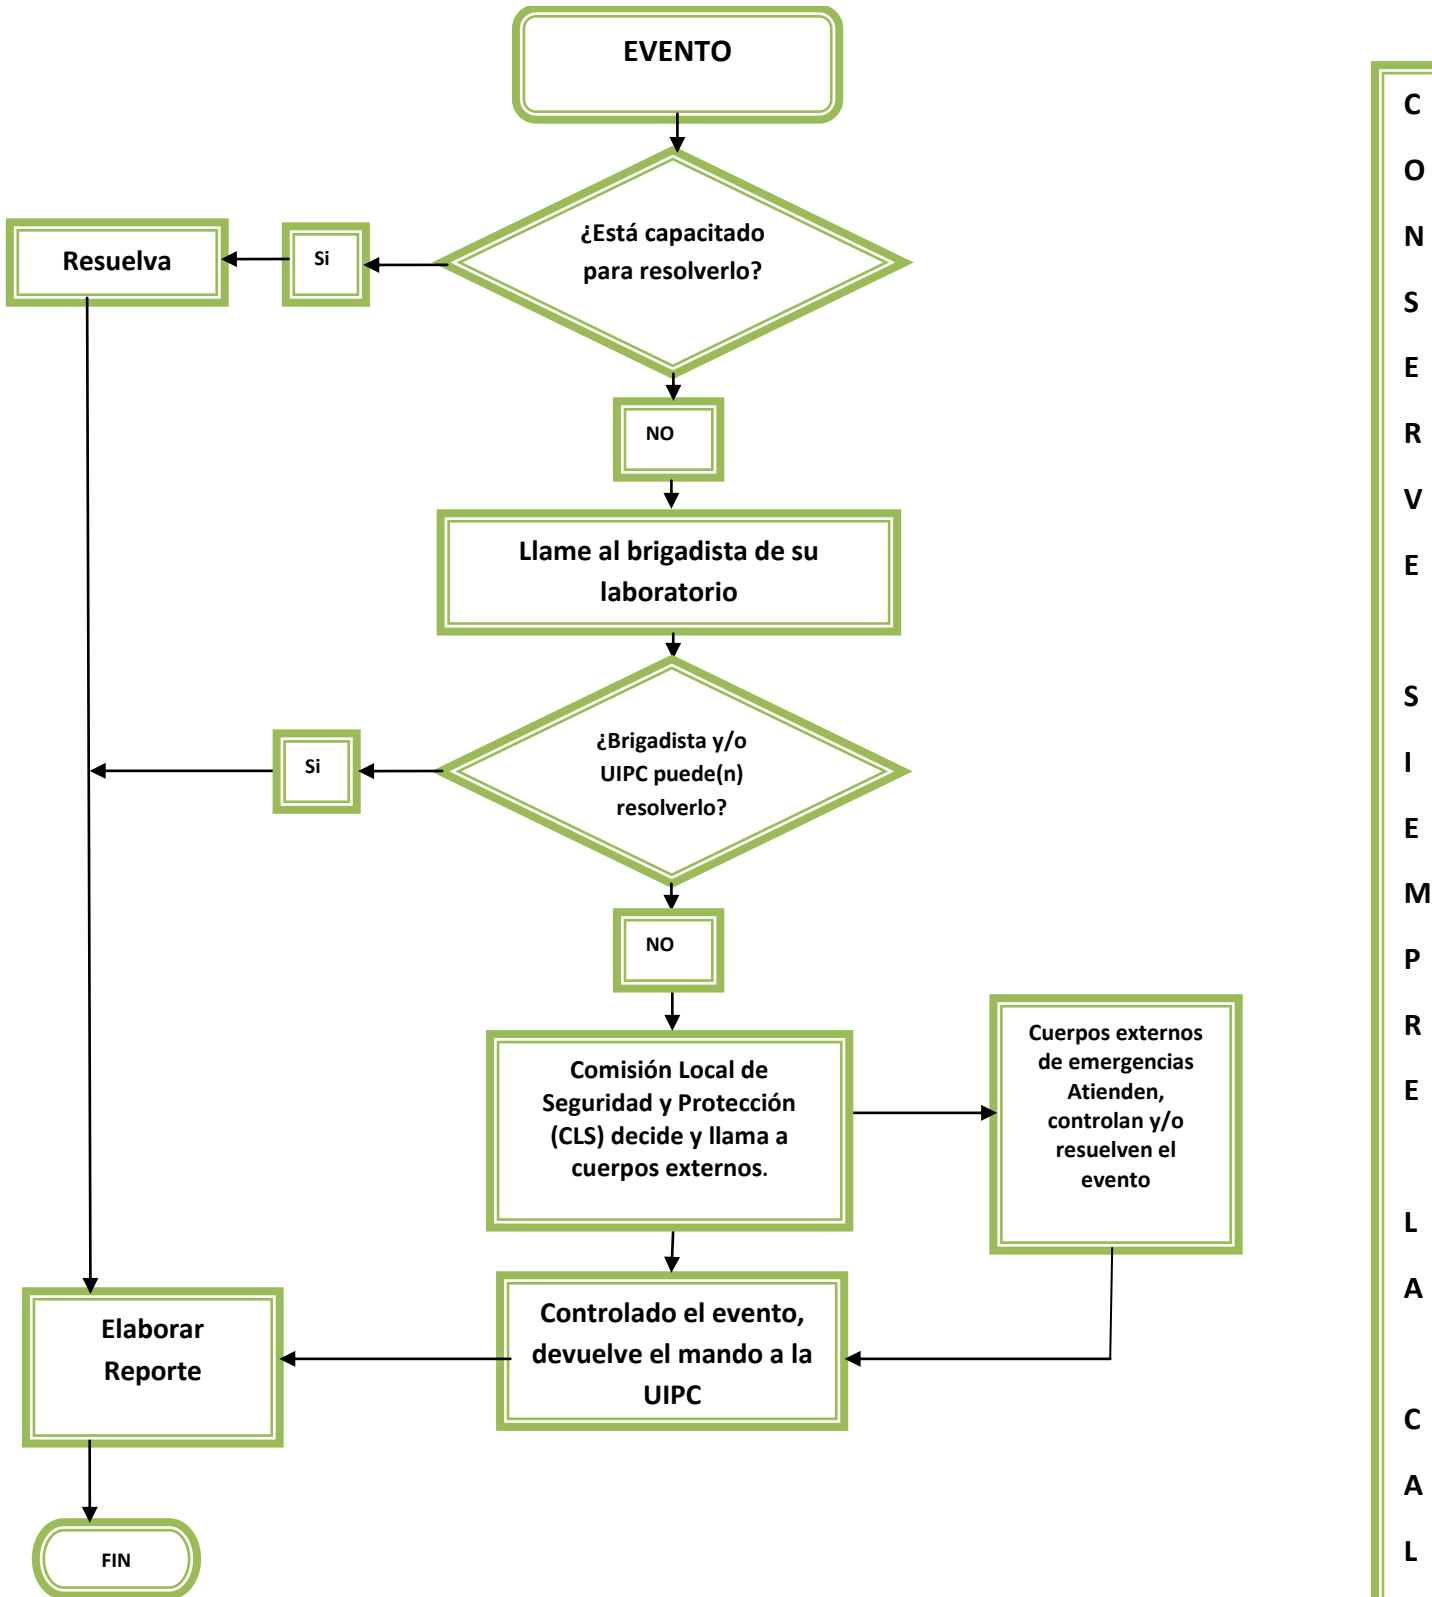 EVENTO
¿Está capacitado
para resolverlo?
Si
Resuelva
NO
Llame al brigadista de su
laboratorio
¿Brigadista y/o
UIPC puede(n)
resolverlo?
Si
NO
Comisión Local de
Seguridad y Protección
(CLS) decide y llama a
cuerpos externos.
Cuerpos externos
de emergencias
Atienden,
controlan y/o
resuelven el
evento
Controlado el evento,
devuelve el mando a la
UIPC
Elaborar
Reporte
FIN
C
O
N
S
E
R
V
E
S
I
E
M
P
R
E
L
A
C
A
L